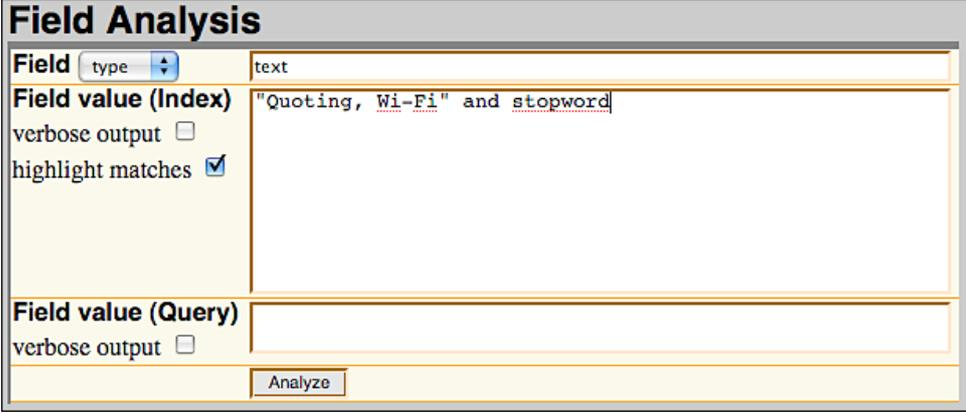 Field Analysis
Field type text
Field value (Index) "Quoting, Wi-Fi" and stopword
verbose output
highlight matches
Field value (Query)
verbose output
Analyze